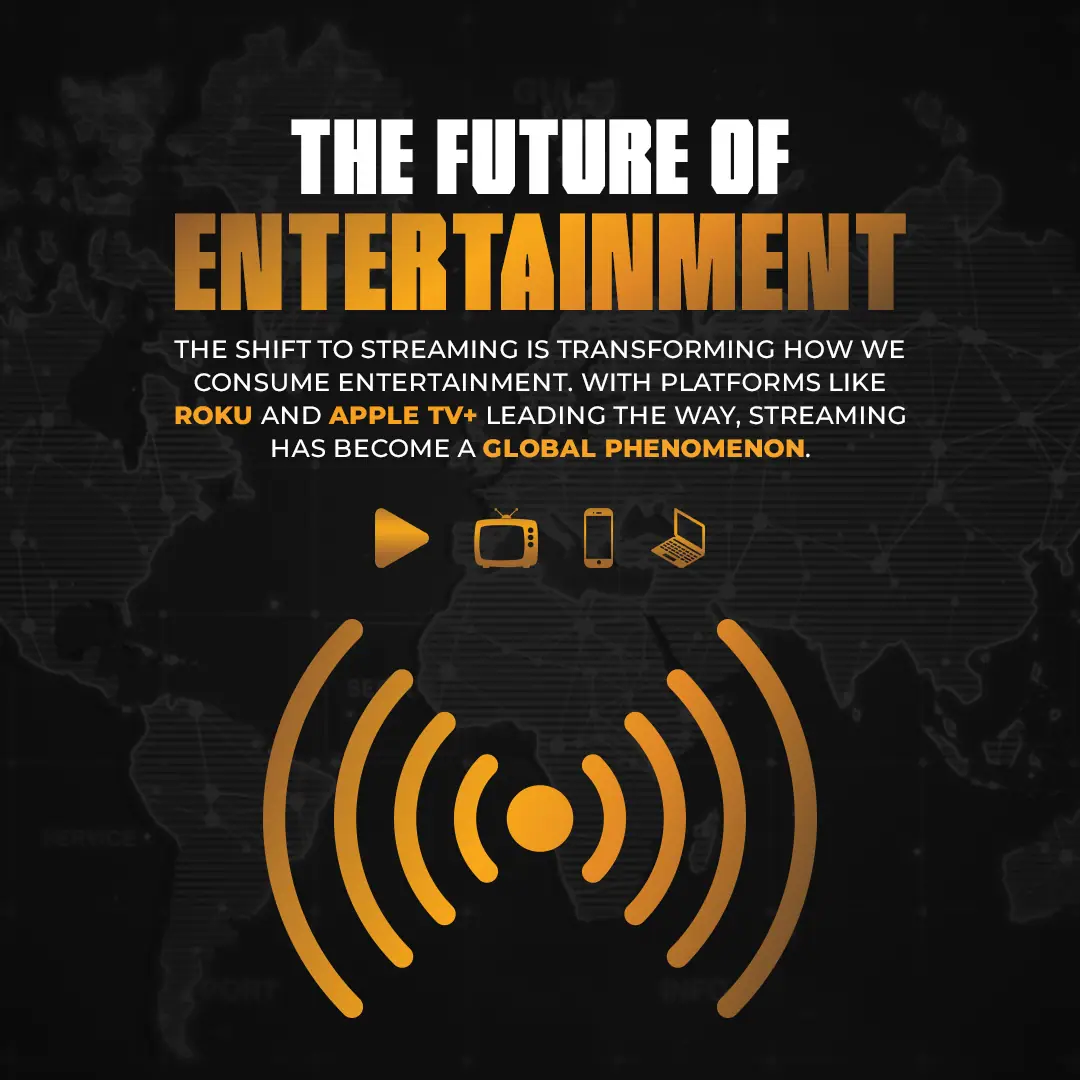 THE FUTURE OF
ENTERTAINMENT
THE SHIFT TO STREAMING IS TRANSFORMING HOW WE
CONSUME ENTERTAINMENT. WITH PLATFORMS LIKE
ROKU AND APPLE TV+ LEADING THE WAY, STREAMING
HAS BECOME A GLOBAL PHENOMENON.
SERVICE